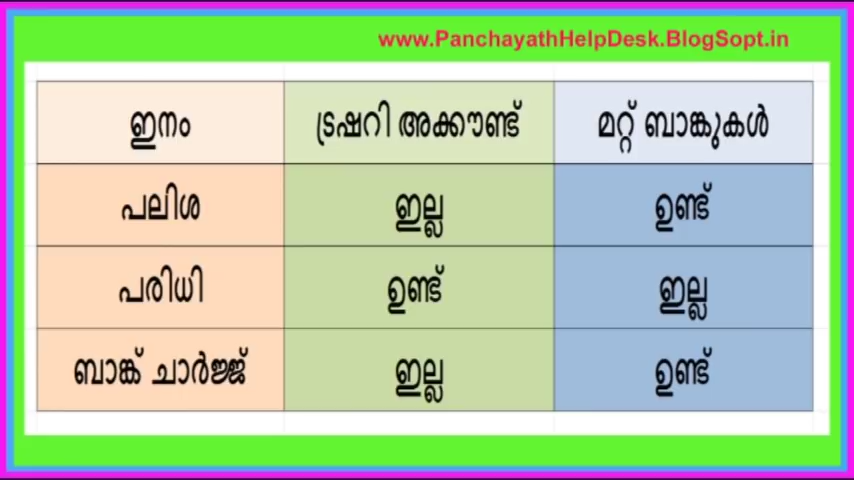 www.PanchayathHelpDesk.BlogSopt.in
ഇനം ട്രഷറി അക്കൗണ്ട് മറ്റ് ബാങ്കുകൾ
പലിശ ഇല്ല ഉണ്ട്
പരിധി ഉണ്ട് ഇല്ല
ബാങ്ക് ചാർജ്ജ് ഇല്ല ഉണ്ട്